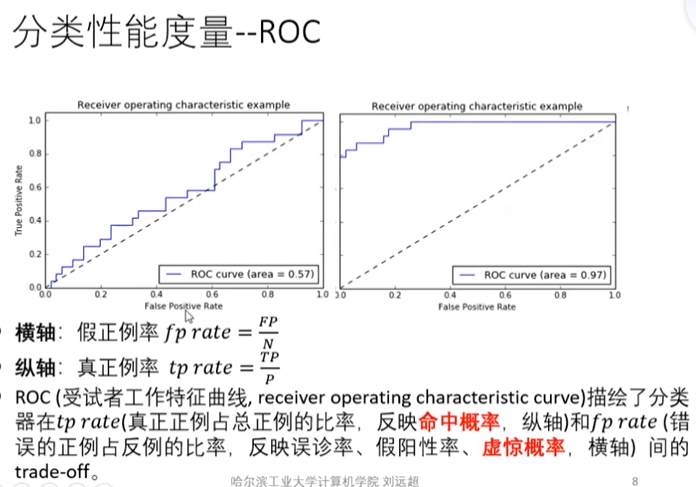 分类性能度量--ROC
Receiver operating characteristic example
1.0
0.8
0.6
0.4
0.2
0.0
True Positive Rate
ROC curve (area = 0.57)
0.0 0.2 0.4 0.6 0.8 1.0
False Positive Rate
Receiver operating characteristic example
ROC curve (area = 0.97)
0.0 0.2 0.4 0.6 0.8 1.0
False Positive Rate
横轴：假正例率 fp rate = FP/N
纵轴：真正例率 tp rate = TP/P
ROC (受试者工作特征曲线, receiver operating characteristic curve)描绘了分类
器在tp rate(真正正例占总正例的比率，反映命中概率，纵轴)和fp rate (错
误的正例占反例的比率，反映误诊率、假阳性率、虚惊概率，横轴) 间的
trade-off。
哈尔滨工业大学计算机学院 刘远超
8